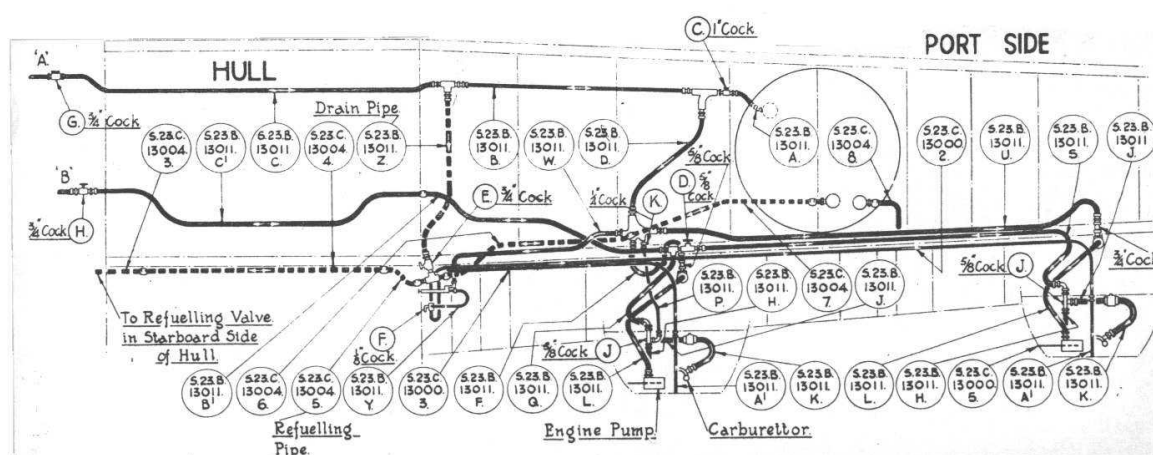 C. 1" Cock
PORT SIDE
'A'
HULL
G. 3/4" Cock
Drain Pipe
S.23.C. 13004. 3.
S.23.B. 13011. C'
S.23.B. 13011. C.
S.23.C. 13004. 4.
S.23.B. 13011. Z.
S.23.B. 13011. B.
S.23.B. 13011. W.
S.23.B. 13011. D.
S.23.B. 13011. A.
S.23.C. 13004. 8.
S.23.C. 13000. 2.
S.23.B. 13011. U.
S.23.B. 13011. S.
S.23.B. 13011. J.
5/8" Cock
'B'
E. 3/4" Cock
1/2" Cock
K
D. 5/8" Cock
3/4" Cock H.
3/4" Cock
5/8" Cock J.
To Refuelling Valve
in Starboard Side
of Hull.
S.23.B. 13011. P.
S.23.B. 13011. H.
S.23.C. 13004. 7.
S.23.B. 13011. J.
F. 1/8" Cock
5/8" Cock J
S.23.B. 13011. B'
S.23.C. 13004. 6.
S.23.C. 13004. 5.
S.23.B. 13011. Y.
S.23.C. 13000. 3.
S.23.B. 13011. F.
S.23.B. 13011. Q.
S.23.B. 13011. L.
S.23.B. 13011. A'
S.23.B. 13011. K.
S.23.B. 13011. L.
S.23.B. 13011. H.
S.23.C. 13000. 5.
S.23.B. 13011. A'
S.23.B. 13011. K.
Refuelling
Pipe.
Engine Pump
Carburettor.